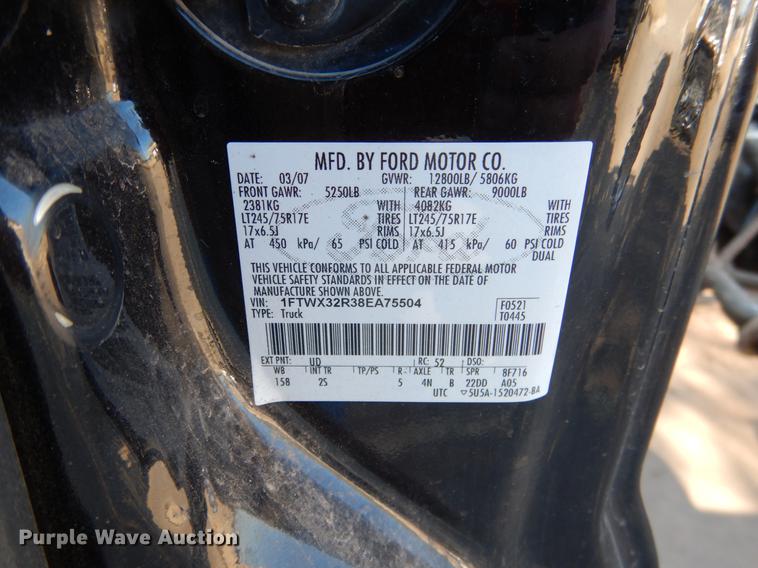 MFD. BY FORD MOTOR CO.
DATE: 03/07 GVWR: 12800LB/ 5806KG
FRONT GAWR: 5250LB REAR GAWR: 9000LB
2381KG WITH 4082KG WITH
LT245/75R17E TIRES LT245/75R17E TIRES
17x6.5J RIMS 17x6.5J RIMS
AT 450 kPa/ 65 PSI COLD AT 415 kPa/ 60 PSI COLD
DUAL
Ford
THIS VEHICLE CONFORMS TO ALL APPLICABLE FEDERAL MOTOR
VEHICLE SAFETY STANDARDS IN EFFECT ON THE DATE OF
MANUFACTURE SHOWN ABOVE.
VIN: 1FTWX32R38EA75504 F0521
TYPE: Truck T0445
EXT PNT: UD RC: 52 DSO:
WB INT TR TP/PS R- AXLE TR SPR 8F716
158 2S 5 4N B 22DD A05
UTC ▽5U5A-1520472-BA
Purple Wave Auction